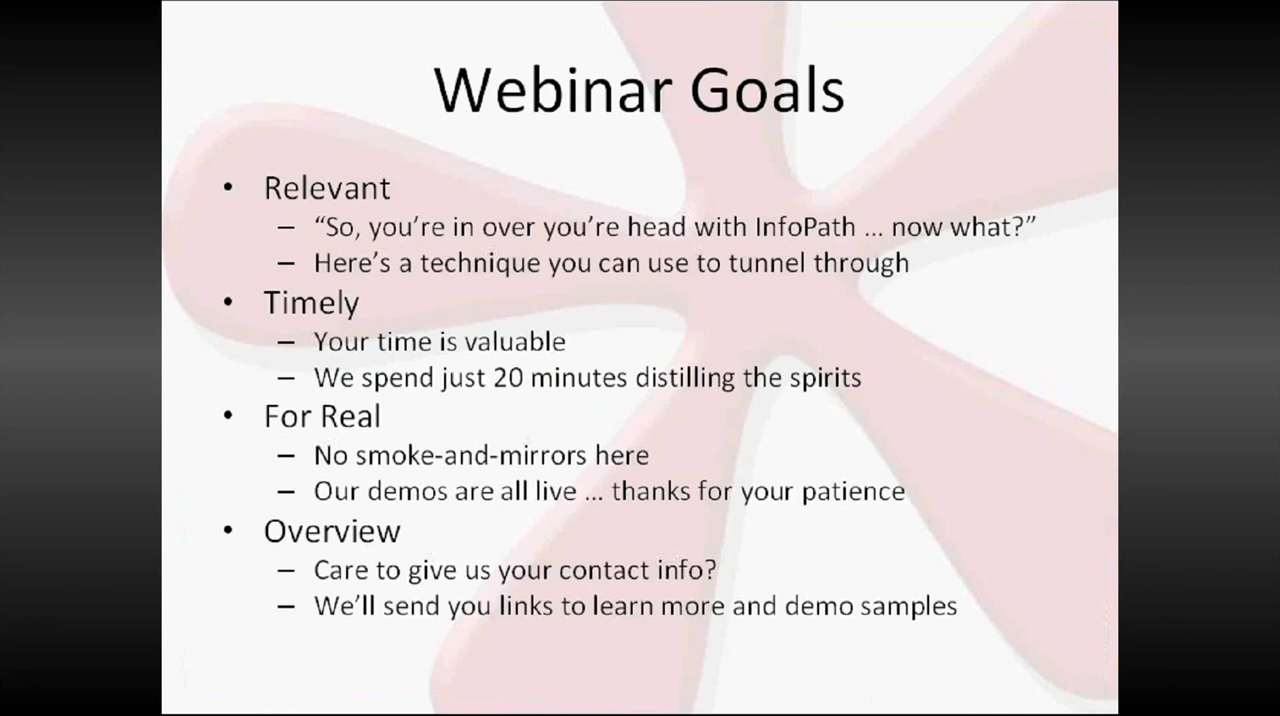 Webinar Goals
• Relevant
– “So, you’re in over you’re head with InfoPath ... now what?”
– Here’s a technique you can use to tunnel through
• Timely
– Your time is valuable
– We spend just 20 minutes distilling the spirits
• For Real
– No smoke-and-mirrors here
– Our demos are all live ... thanks for your patience
• Overview
– Care to give us your contact info?
– We’ll send you links to learn more and demo samples